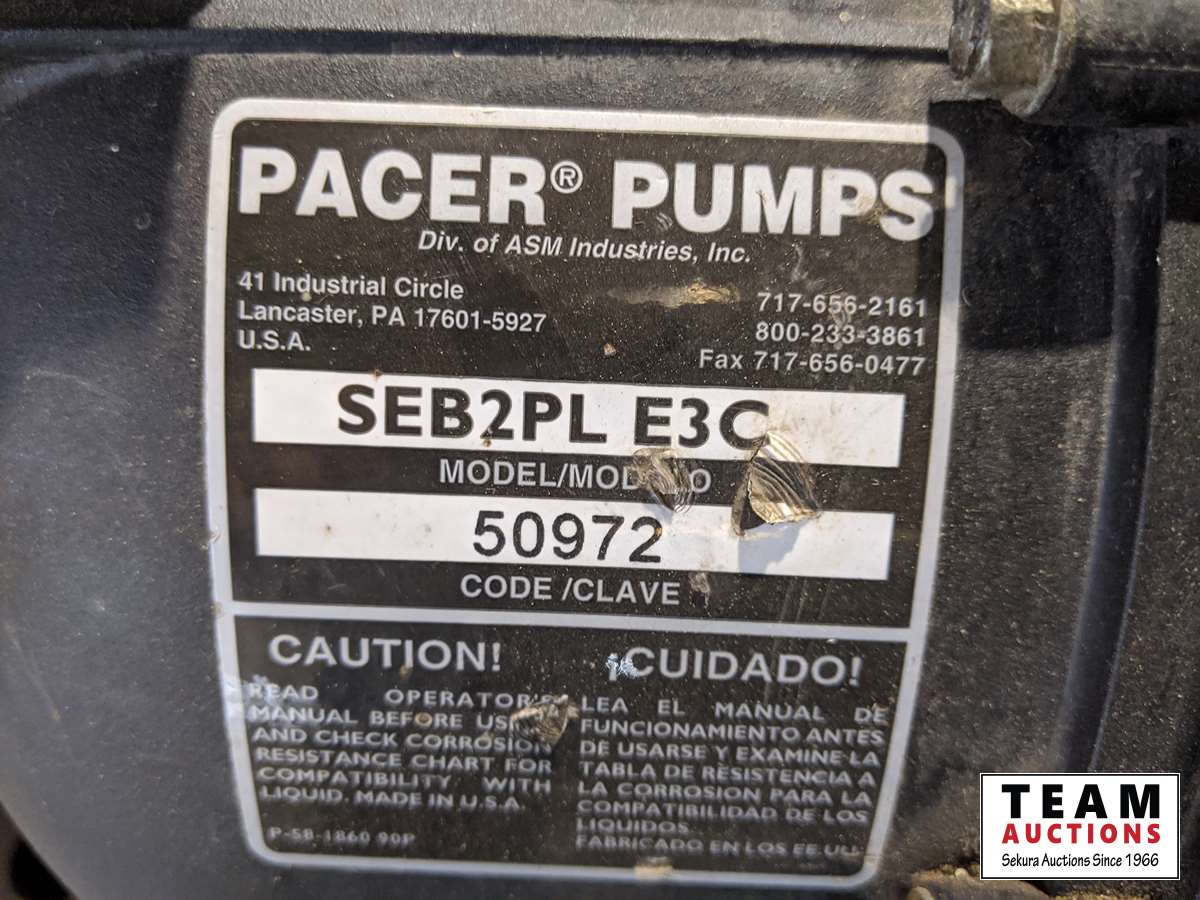 PACER® PUMPS
Div. of ASM Industries, Inc.
41 Industrial Circle
Lancaster, PA 17601-5927
U.S.A.
717-656-2161
800-233-3861
Fax 717-656-0477
SEB2PL E3C
MODEL/
50972
CODE /CLAVE
CAUTION!
READ OPERATOR'S
MANUAL BEFORE
AND CHECK CORROSION
RESISTANCE CHART FOR
COMPATIBILITY WITH
LIQUID. MADE IN U.S.A.
P-58-1860 90P
¡CUIDADO!
LEA EL MANUAL DE
FUNCIONAMIENTO ANTES
DE USARSE Y EXAMINE LA
TABLA DE RESISTENCIA A
LA CORROSION PARA LA
COMPATIBILIDAD DE LOS
LIQUIDOS.
FABRICADO EN LOS EE.UU.
TEAM
AUCTIONS
Sekura Auctions Since 1966